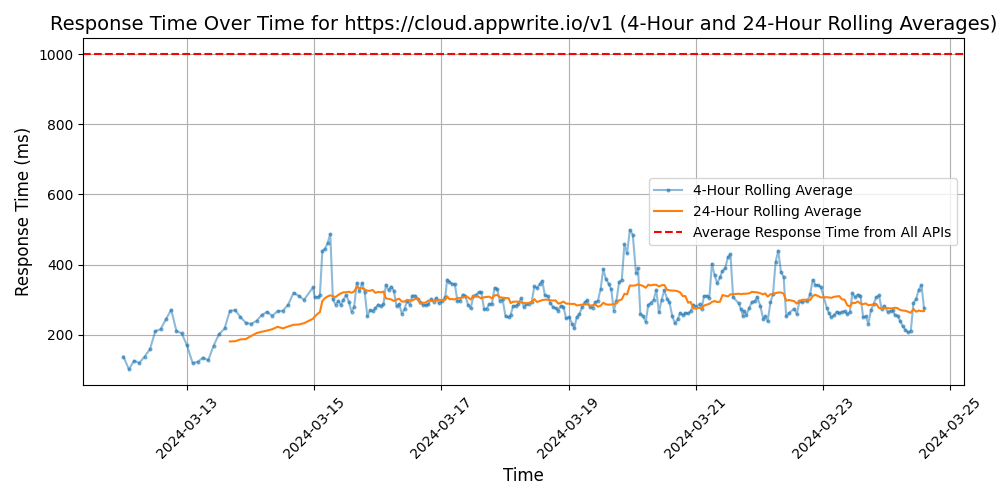 Response Time Over Time for https://cloud.appwrite.io/v1 (4-Hour and 24-Hour Rolling Averages)
Response Time (ms)
1000
800
600
400
200
4-Hour Rolling Average
24-Hour Rolling Average
Average Response Time from All APIs
2024-03-13
2024-03-15
2024-03-17
2024-03-19
2024-03-21
2024-03-23
2024-03-25
Time